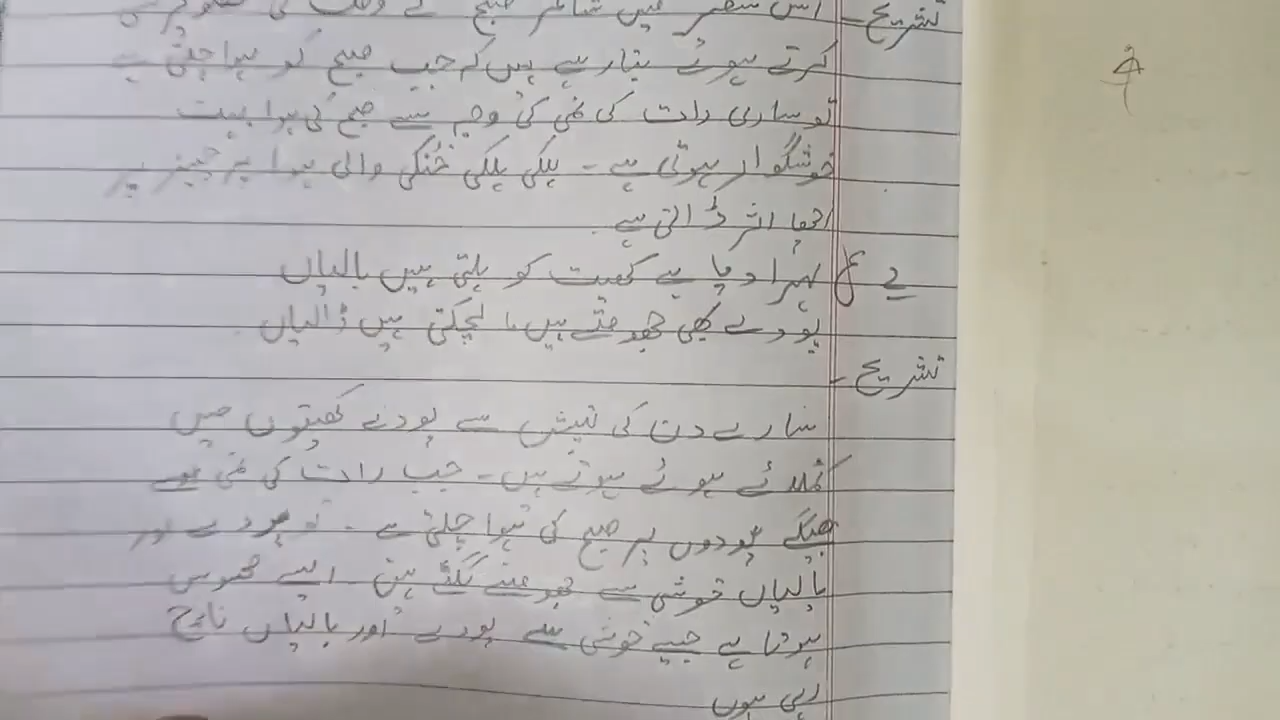 تشریح - اس شعر میں شاعر صبح کے وقت کی
کرتے ہوئے بتا رہے ہیں کہ جب صبح کو ہوا چلتی ہے
تو ساری رات کی نمی کی وجہ سے صبح کی ہوا بہت
خوشگوار ہوتی ہے - ہلکی ہلکی خُنکی والی ہوا ہر چیز پر
اچھا اثر ڈالتی ہے
لہرا دیا ہے کھیت کو ہلتی ہیں بالیاں
پودے بھی جھومتے ہیں، لچکتی ہیں ڈالیاں
تشریح -
سارے دن کی تپش سے پودے کھیتوں میں
کملائے ہوئے ہوتے ہیں - جب رات کی نمی سے
بھیگے پودوں پر صبح کی ہوا چلتی ہے - تو پودے اور
بالیاں خوشی سے جھومنے لگتے ہیں - ایسے محسوس
ہوتا ہے جیسے خوشی سے پودے اور بالیاں ناچ
رہی ہوں